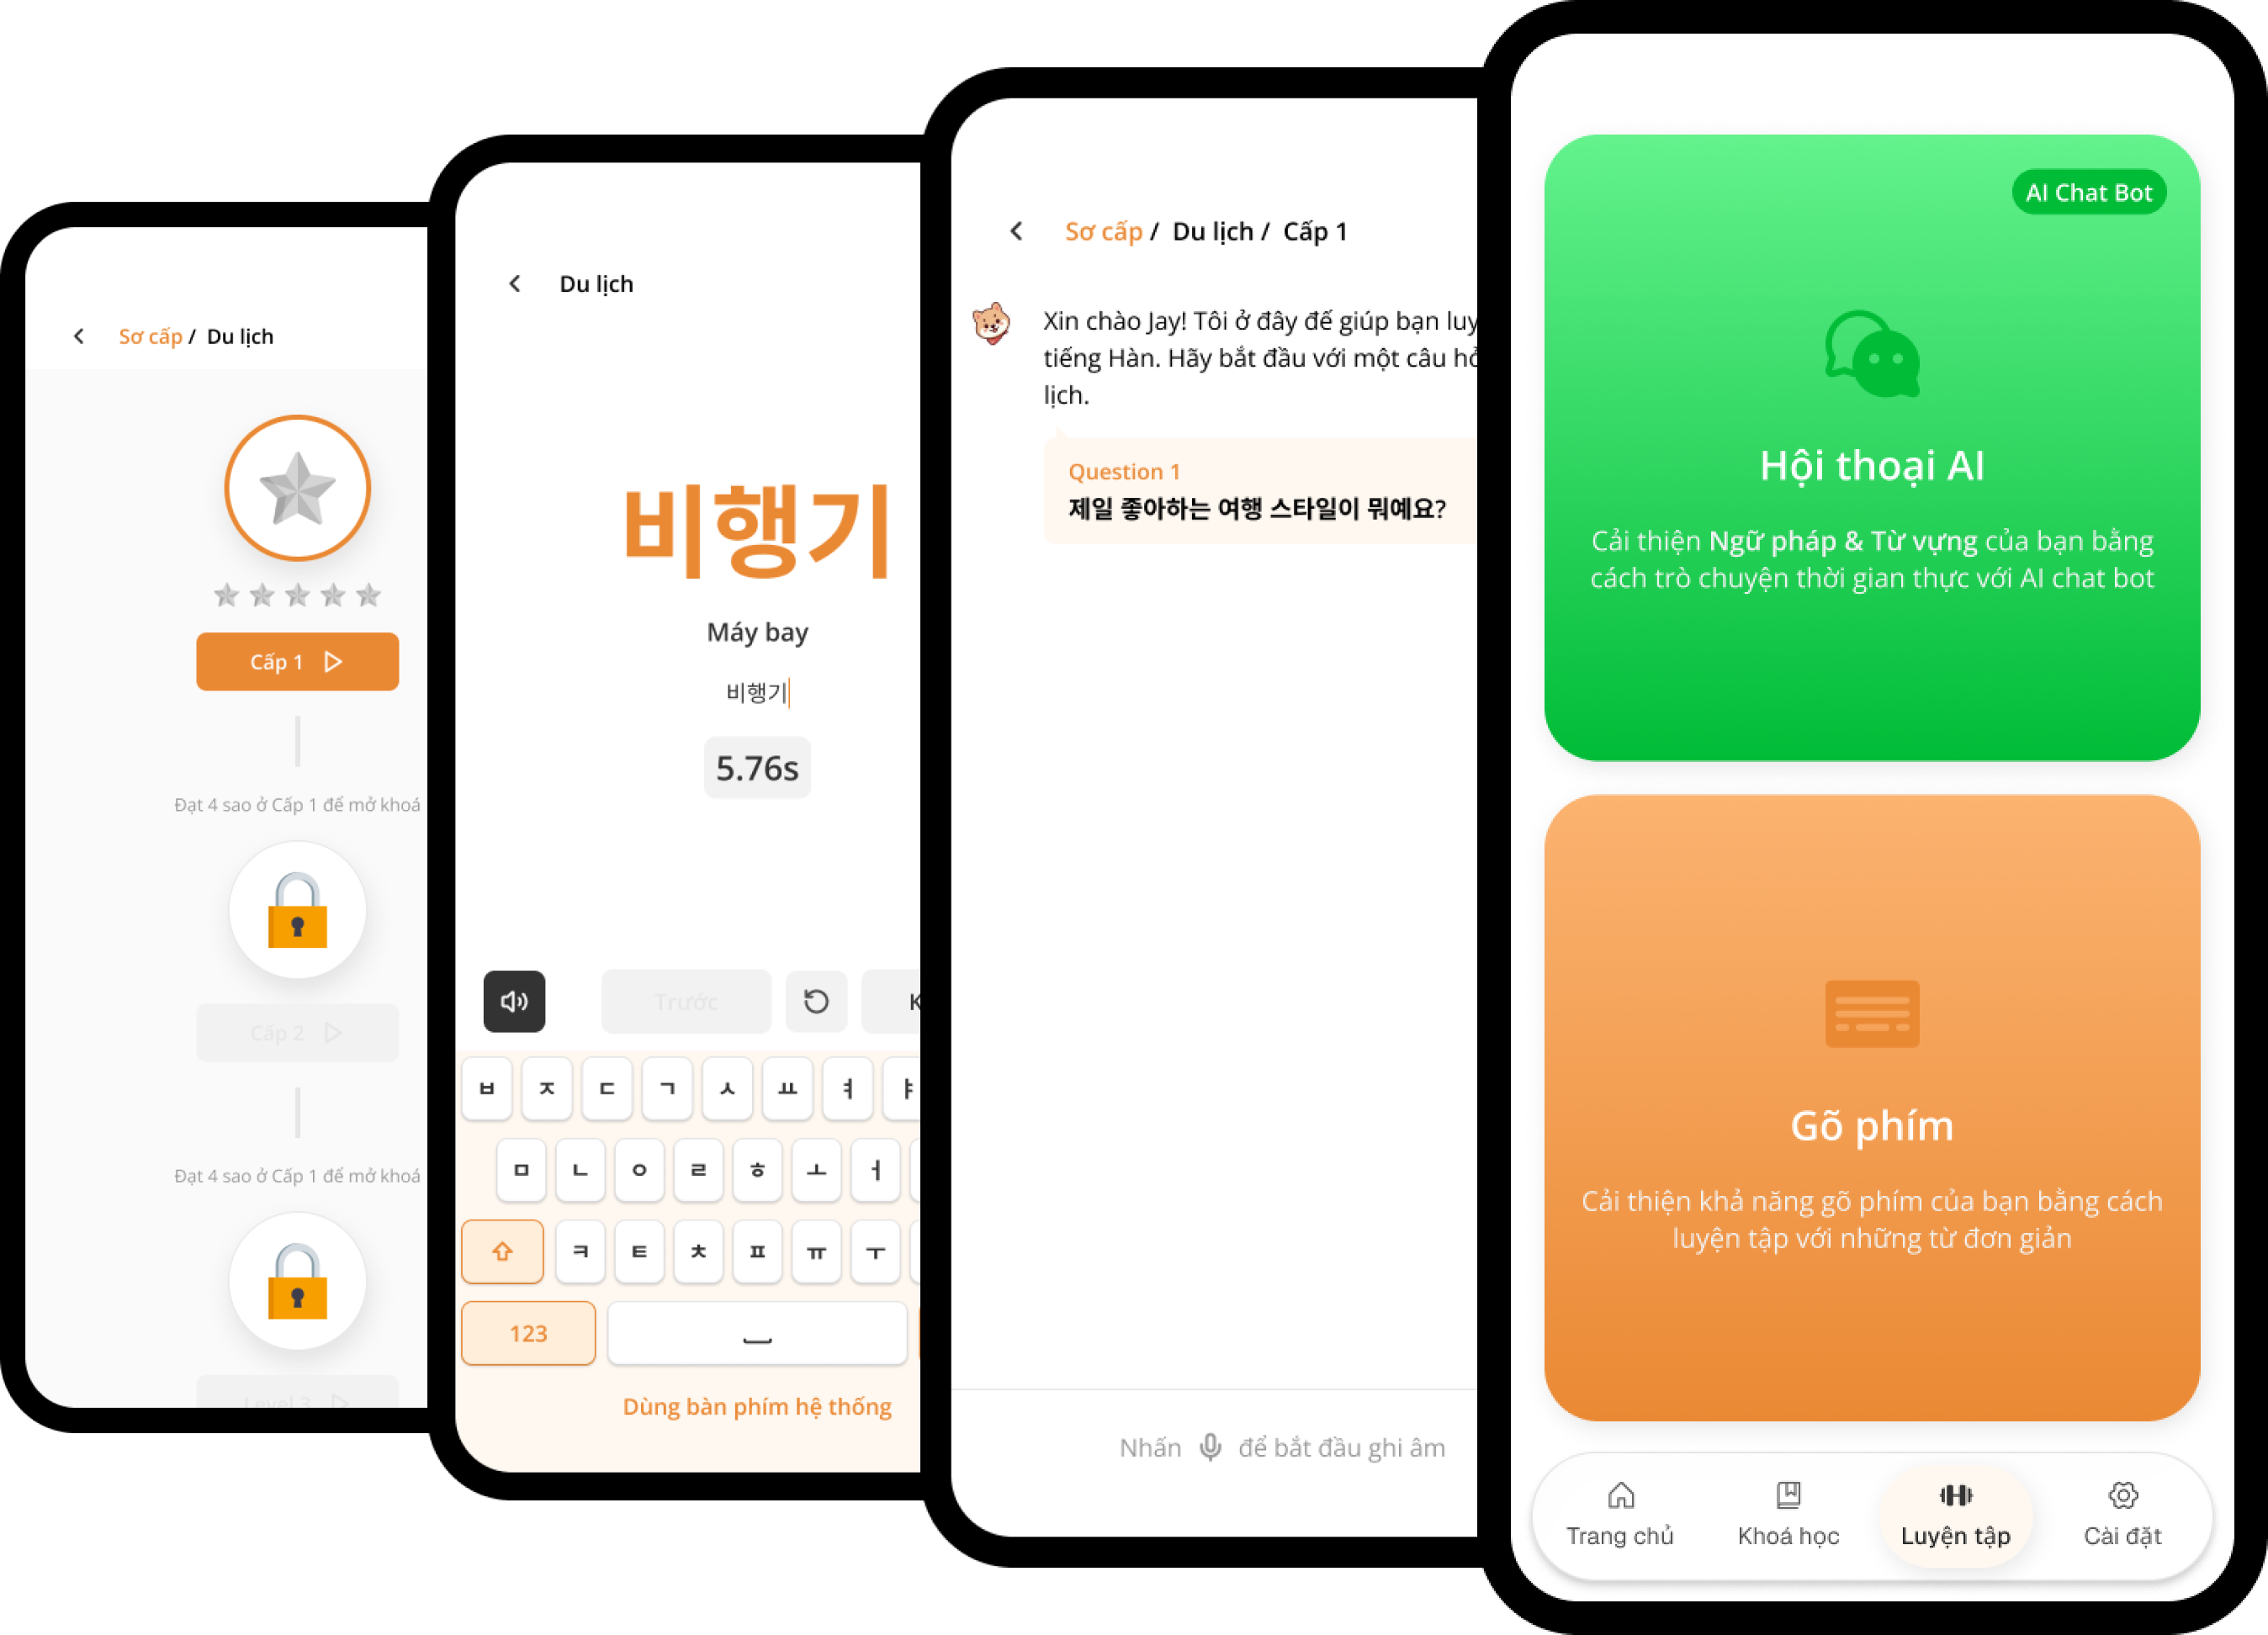 Sơ cấp / Du lịch
Cấp 1
Đạt 4 sao ở Cấp 1 để mở khoá
Cấp 2
Đạt 4 sao ở Cấp 1 để mở khoá
Level 3
Du lịch
비행기
Máy bay
비행기
5.76s
Trước
K
ㅂ ㅈ ㄷ ㄱ ㅅ ㅛ ㅕ ㅑ
ㅁ ㄴ ㅇ ㄹ ㅎ ㅗ ㅓ
ㅋ ㅌ ㅊ ㅍ ㅠ ㅜ
123
Dùng bàn phím hệ thống
Sơ cấp / Du lịch / Cấp 1
Xin chào Jay! Tôi ở đây để giúp bạn luy
tiếng Hàn. Hãy bắt đầu với một câu hỏ
lịch.
Question 1
제일 좋아하는 여행 스타일이 뭐예요?
Nhấn để bắt đầu ghi âm
AI Chat Bot
Hội thoại AI
Cải thiện Ngữ pháp & Từ vựng của bạn bằng
cách trò chuyện thời gian thực với AI chat bot
Gõ phím
Cải thiện khả năng gõ phím của bạn bằng cách
luyện tập với những từ đơn giản
Trang chủ Khoá học Luyện tập Cài đặt